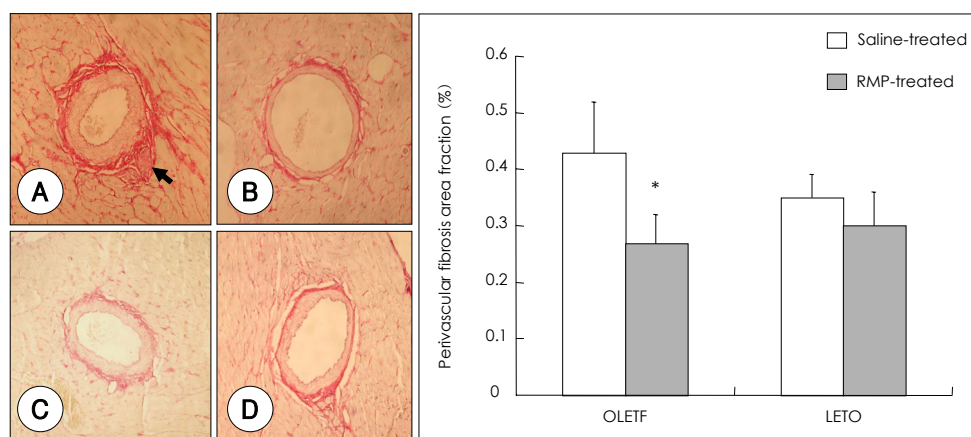 A
B
C
D
Perivascular fibrosis area fraction (%)
0.6
0.5
0.4
0.3
0.2
0.1
0
Saline-treated
RMP-treated
*
OLETF
LETO